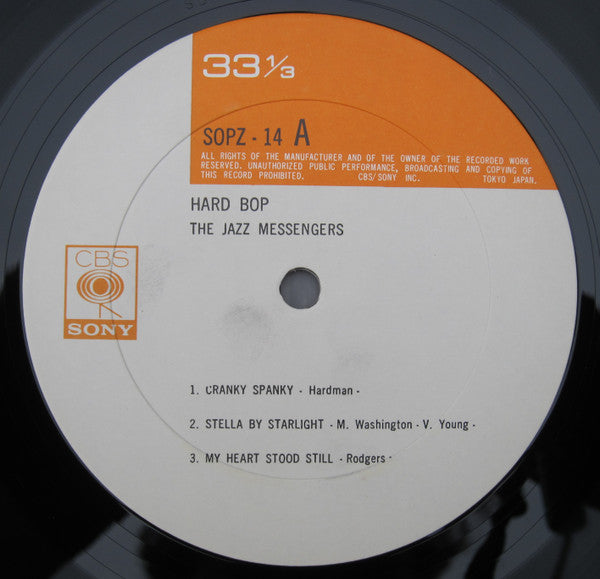 33 1/3
SOPZ - 14 A
ALL RIGHTS OF THE MANUFACTURER AND OF THE OWNER OF THE RECORDED WORK
RESERVED. UNAUTHORIZED PUBLIC PERFORMANCE, BROADCASTING AND COPYING OF
THIS RECORD PROHIBITED. CBS/SONY INC. TOKYO JAPAN.
HARD BOP
THE JAZZ MESSENGERS
CBS
SONY
1. CRANKY SPANKY - Hardman -
2. STELLA BY STARLIGHT - M. Washington - V. Young -
3. MY HEART STOOD STILL - Rodgers -